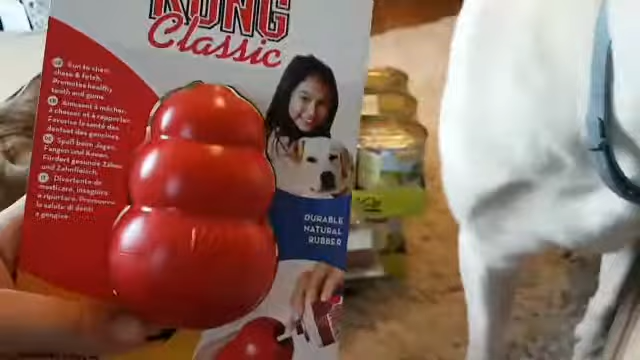 KONG
Classic
Fun to chew,
chase & fetch.
Promotes healthy
teeth and gums.
Amusant à mâcher,
à chasser et à rapporter.
Favorise la santé des
dents et des gencives.
Spaß beim Jagen,
Fangen und Kauen.
Fördert gesunde Zähne
und Zahnfleisch.
Divertente da
masticare, inseguire
e riportare. Promuove
la salute di denti
e gengive.
DURABLE
NATURAL
RUBBER